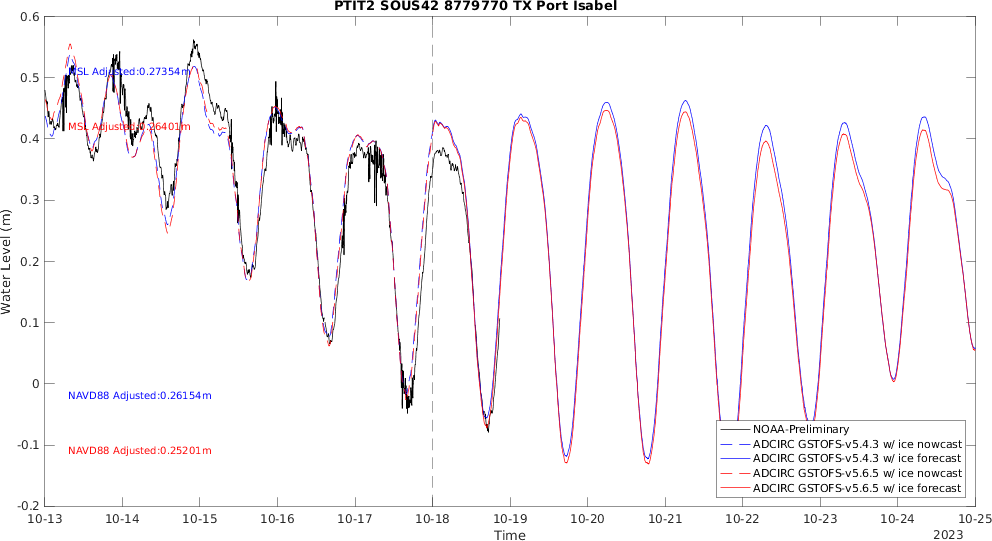 PTIT2 SOUS42 8779770 TX Port Isabel
0.6
0.5
0.4
0.3
0.2
0.1
0
-0.1
-0.2
Water Level (m)
MSL Adjusted:0.27354m
MSL Adjusted:0.26401m
NAVD88 Adjusted:0.26154m
NAVD88 Adjusted:0.25201m
NOAA-Preliminary
ADCIRC GSTOFS-v5.4.3 w/ ice nowcast
ADCIRC GSTOFS-v5.4.3 w/ ice forecast
ADCIRC GSTOFS-v5.6.5 w/ ice nowcast
ADCIRC GSTOFS-v5.6.5 w/ ice forecast
10-13 10-14 10-15 10-16 10-17 10-18 10-19 10-20 10-21 10-22 10-23 10-24 10-25
Time
2023